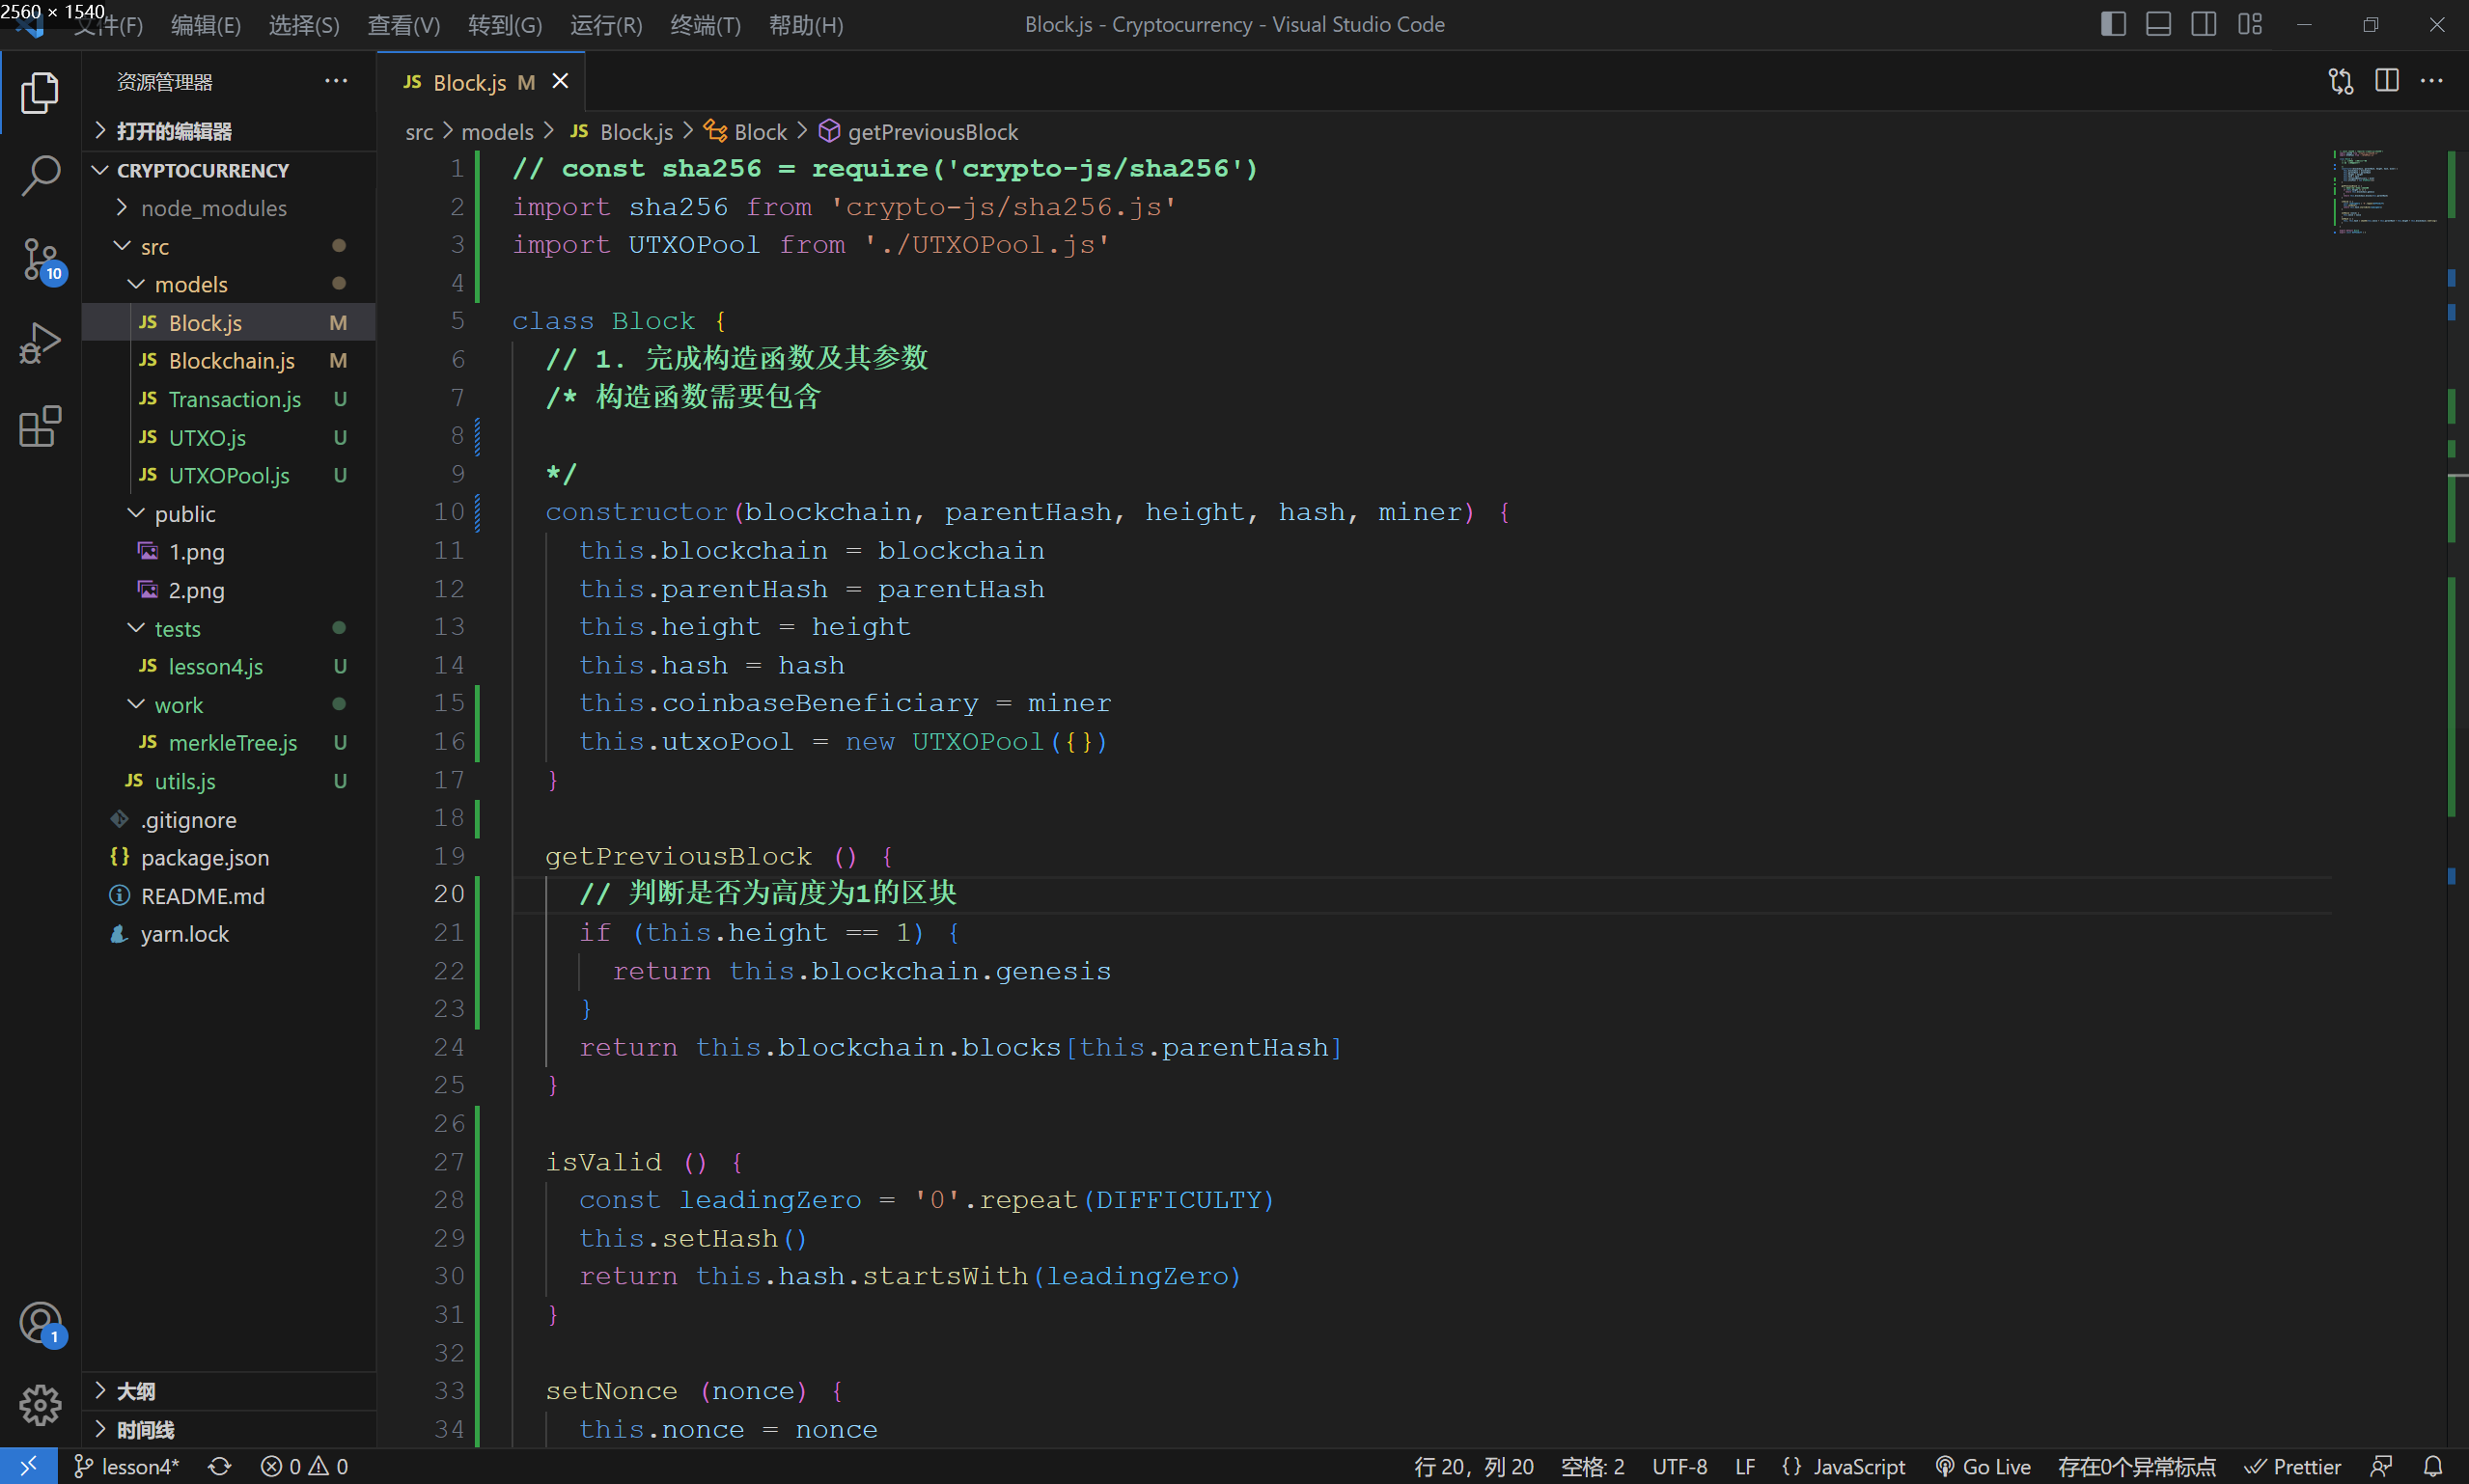 2560 × 1540
文件(F) 编辑(E) 选择(S) 查看(V) 转到(G) 运行(R) 终端(T) 帮助(H) Block.js - Cryptocurrency - Visual Studio Code
资源管理器
打开的编辑器
CRYPTOCURRENCY
node_modules
src
models
JS Block.js M
JS Blockchain.js M
JS Transaction.js U
JS UTXO.js U
JS UTXOPool.js U
public
1.png
2.png
tests
JS lesson4.js U
work
JS merkleTree.js U
JS utils.js U
.gitignore
{} package.json
README.md
yarn.lock
大纲
时间线
10
1
JS Block.js M
src > models > JS Block.js > Block > getPreviousBlock
1 // const sha256 = require('crypto-js/sha256')
2 import sha256 from 'crypto-js/sha256.js'
3 import UTXOPool from './UTXOPool.js'
4
5 class Block {
6 // 1. 完成构造函数及其参数
7 /* 构造函数需要包含
8
9 */
10 constructor(blockchain, parentHash, height, hash, miner) {
11 this.blockchain = blockchain
12 this.parentHash = parentHash
13 this.height = height
14 this.hash = hash
15 this.coinbaseBeneficiary = miner
16 this.utxoPool = new UTXOPool({})
17 }
18
19 getPreviousBlock () {
20 // 判断是否为高度为1的区块
21 if (this.height == 1) {
22 return this.blockchain.genesis
23 }
24 return this.blockchain.blocks[this.parentHash]
25 }
26
27 isValid () {
28 const leadingZero = '0'.repeat(DIFFICULTY)
29 this.setHash()
30 return this.hash.startsWith(leadingZero)
31 }
32
33 setNonce (nonce) {
34 this.nonce = nonce
lesson4* 0 0 行 20，列 20 空格: 2 UTF-8 LF {} JavaScript Go Live 存在0个异常标点 Prettier